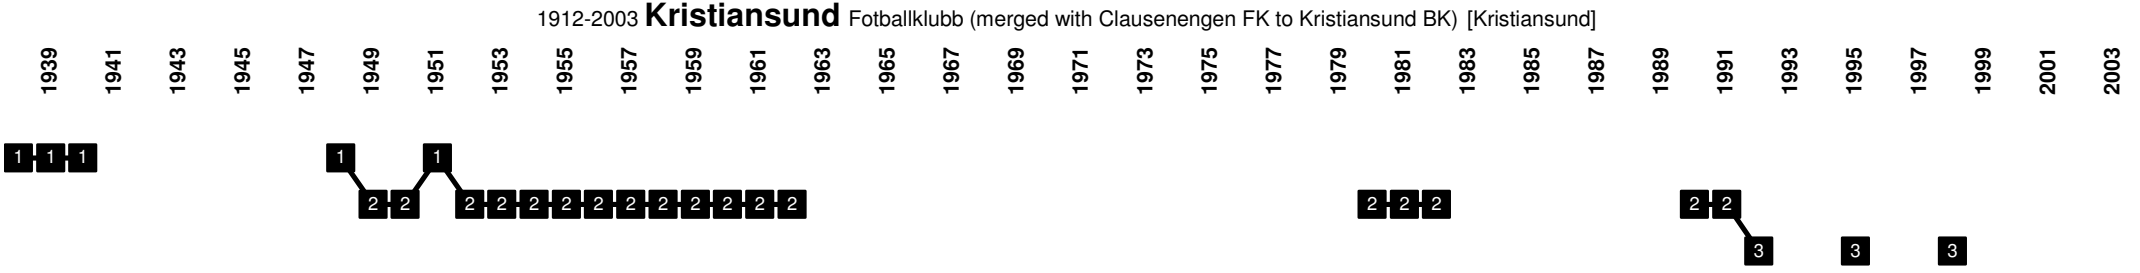 1912-2003 Kristiansund Fotballklubb (merged with Clausenengen FK to Kristiansund BK) [Kristiansund]
1939 1941 1943 1945 1947 1949 1951 1953 1955 1957 1959 1961 1963 1965 1967 1969 1971 1973 1975 1977 1979 1981 1983 1985 1987 1989 1991 1993 1995 1997 1999 2001 2003
1 1 1 1 1
2 2 2 2 2 2 2 2 2 2 2 2 2 2 2 2 2 2
3 3 3